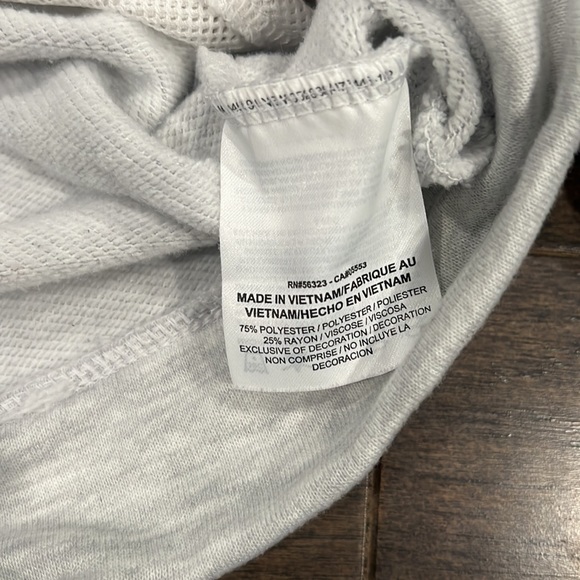 RN#56323 - CA#05553
MADE IN VIETNAM/FABRIQUE AU
VIETNAM/HECHO EN VIETNAM
75% POLYESTER / POLYESTER / POLIESTER
25% RAYON / VISCOSE / VISCOSA
EXCLUSIVE OF DECORATION / DECORATION
NON COMPRISE / NO INCLUYE LA
DECORACION